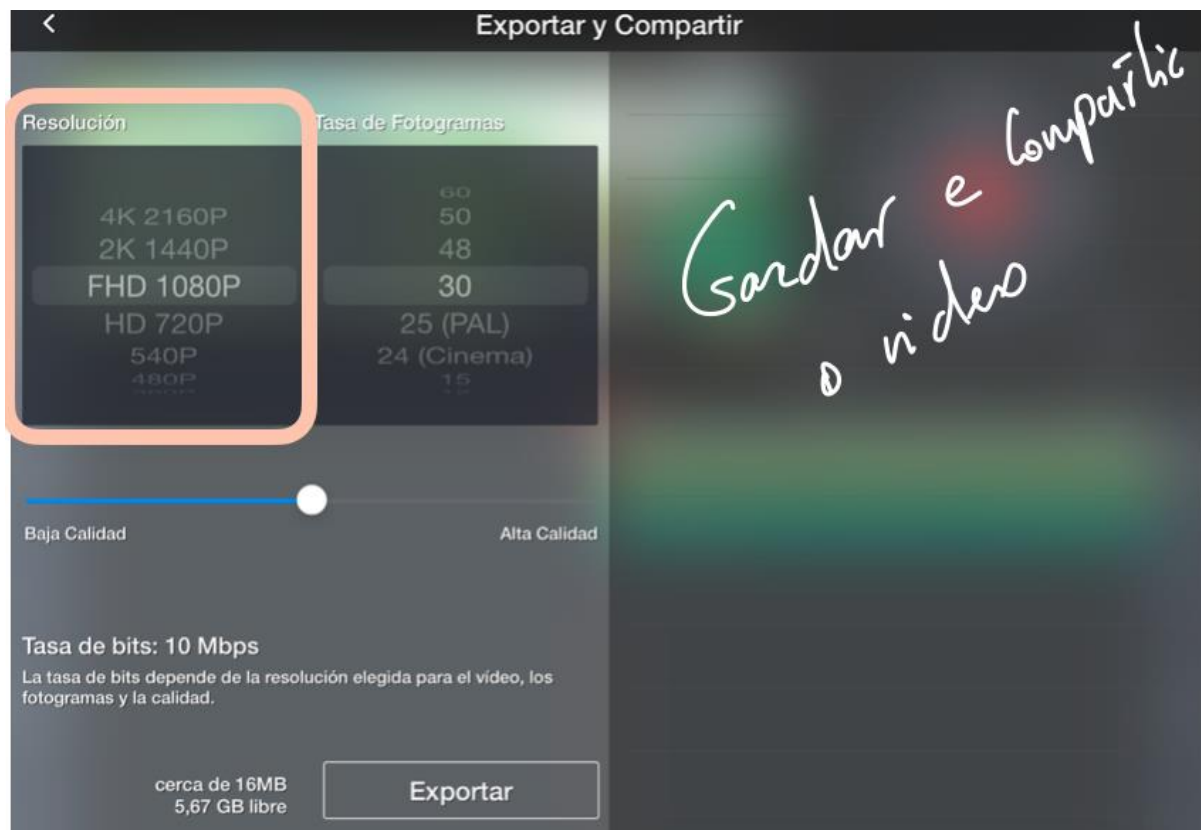 Exportar y Compartir
Resolución
4K 2160P
2K 1440P
FHD 1080P
HD 720P
540P
480P
Tasa de Fotogramas
60
50
48
30
25 (PAL)
24 (Cinema)
15
Baja Calidad
Alta Calidad
Tasa de bits: 10 Mbps
La tasa de bits depende de la resolución elegida para el vídeo, los
fotogramas y la calidad.
cerca de 16MB
5,67 GB libre
Exportar
Gardar e Compartir
o video